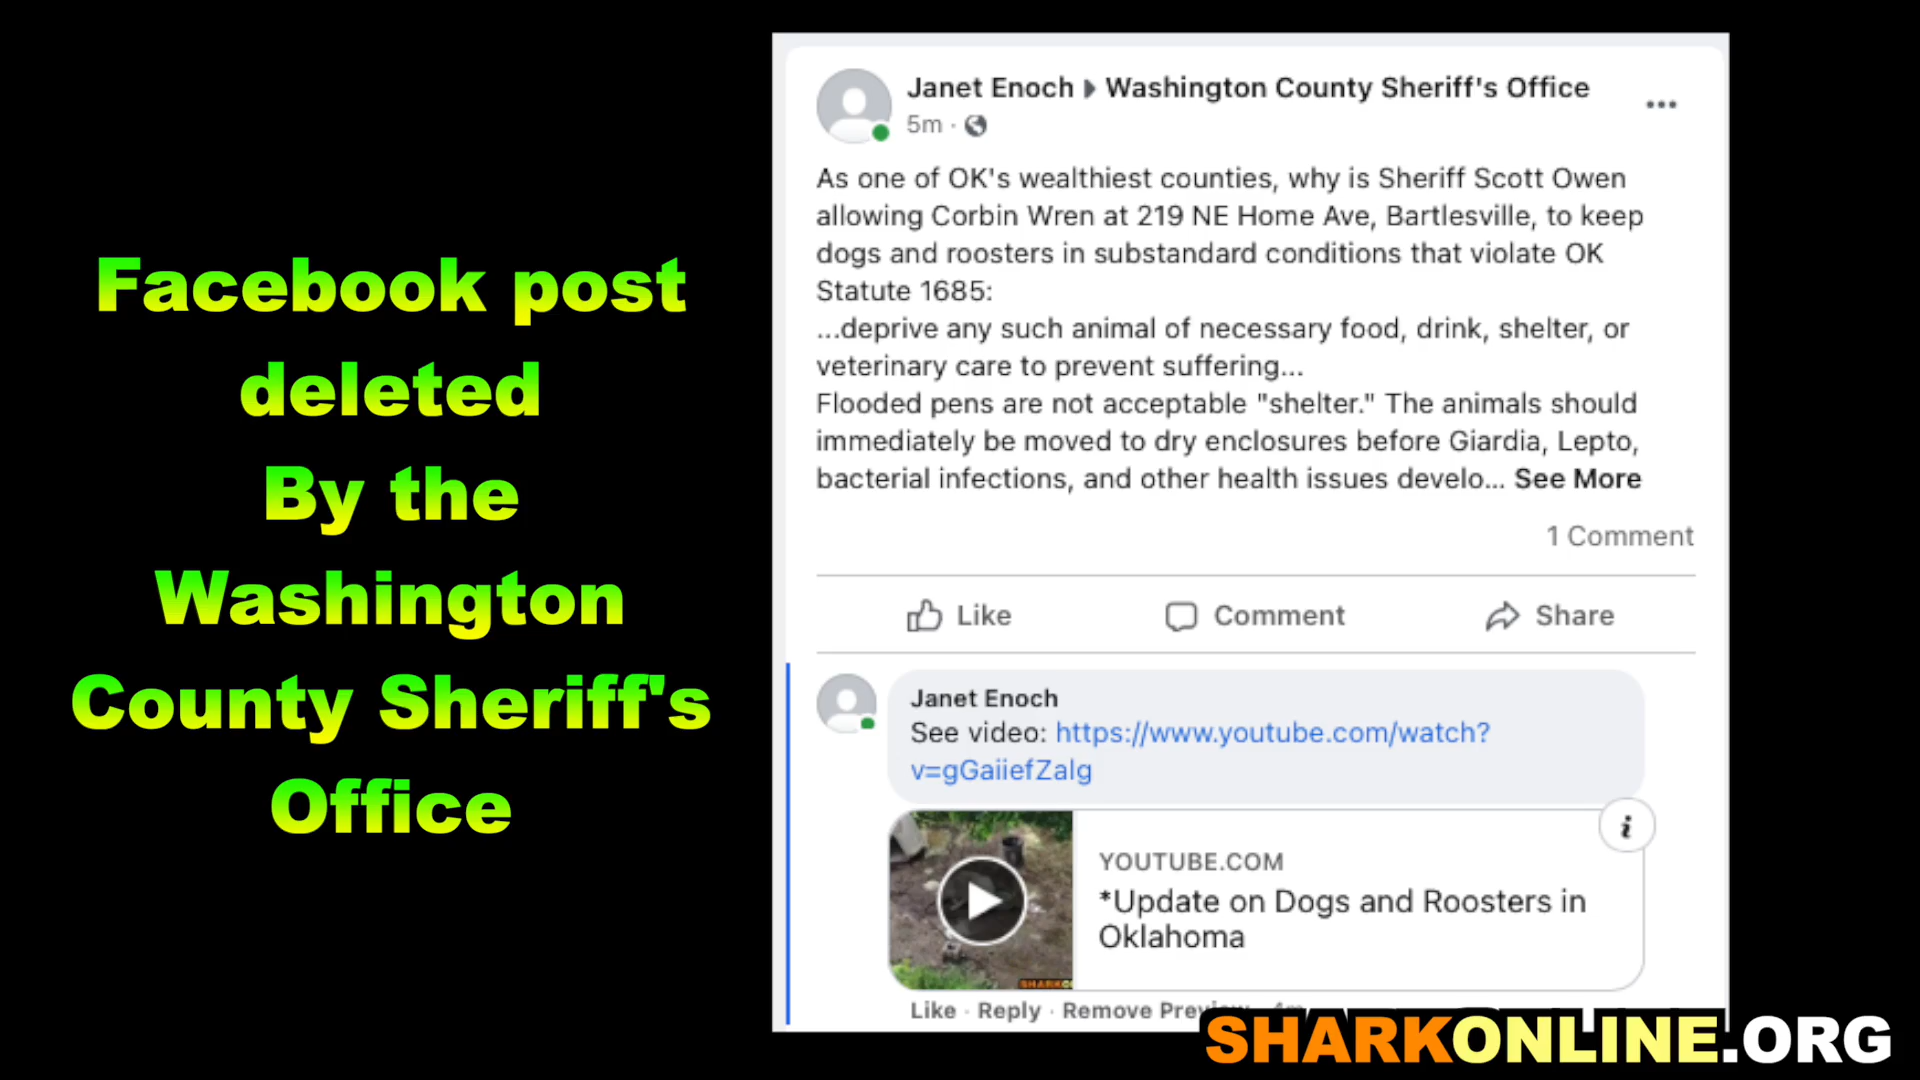 Facebook post
deleted
By the
Washington
County Sheriff's
Office
Janet Enoch ▸ Washington County Sheriff's Office
5m ·
As one of OK's wealthiest counties, why is Sheriff Scott Owen
allowing Corbin Wren at 219 NE Home Ave, Bartlesville, to keep
dogs and roosters in substandard conditions that violate OK
Statute 1685:
...deprive any such animal of necessary food, drink, shelter, or
veterinary care to prevent suffering...
Flooded pens are not acceptable "shelter." The animals should
immediately be moved to dry enclosures before Giardia, Lepto,
bacterial infections, and other health issues develo... See More
1 Comment
Like Comment Share
Janet Enoch
See video: https://www.youtube.com/watch?
v=gGaiiefZalg
YOUTUBE.COM
*Update on Dogs and Roosters in
Oklahoma
Like · Reply · Remove Preview · 4m
SHARKONLINE.ORG